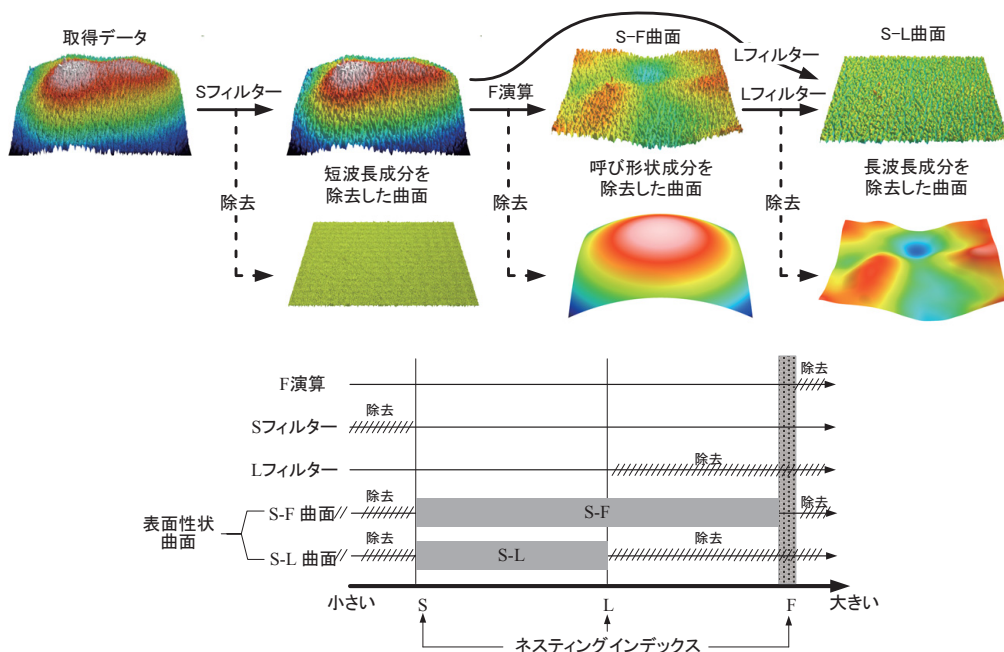 取得データ
Sフィルター
除去
短波長成分を
除去した曲面
F演算
除去
S-F曲面
呼び形状成分を
除去した曲面
Lフィルター
Lフィルター
除去
S-L曲面
長波長成分を
除去した曲面
F演算
除去
Sフィルター
除去
Lフィルター
除去
表面性状
曲面
S-F 曲面
除去
S-F
除去
S-L 曲面
除去
S-L
除去
小さい
S
L
F
大きい
ネスティングインデックス